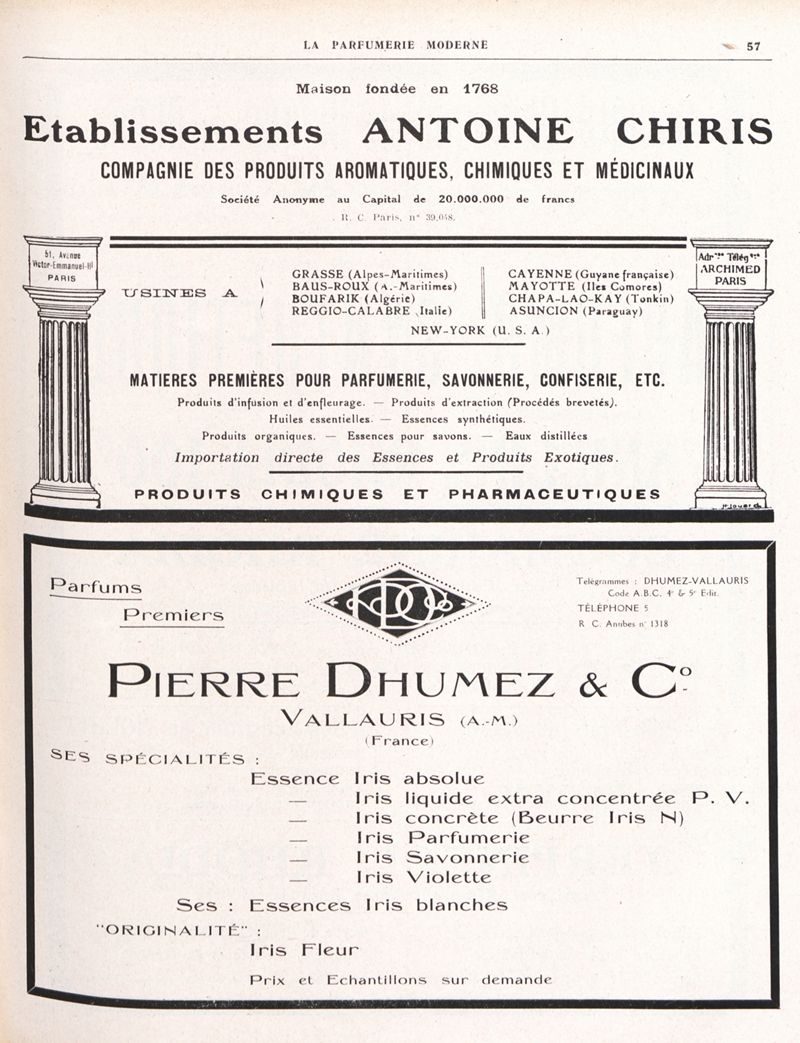 LA PARFUMERIE MODERNE
57
Maison fondée en 1768
Etablissements ANTOINE CHIRIS
COMPAGNIE DES PRODUITS AROMATIQUES, CHIMIQUES ET MÉDICINAUX
Société Anonyme au Capital de 20.000.000 de francs
R. C. Paris, n° 39,048.
51, Avenue
Victor-Emmanuel-III
PARIS
USINES A
GRASSE (Alpes-Maritimes)
BAUS-ROUX (A.-Maritimes)
BOUFARIK (Algérie)
REGGIO-CALABRE (Italie)
CAYENNE (Guyane française)
MAYOTTE (Iles Comores)
CHAPA-LAO-KAY (Tonkin)
ASUNCION (Paraguay)
NEW-YORK (U. S. A.)
Adr. Télég
ARCHIMED
PARIS
MATIERES PREMIÈRES POUR PARFUMERIE, SAVONNERIE, CONFISERIE, ETC.
Produits d'infusion et d'enfleurage. — Produits d'extraction (Procédés brevetés).
Huiles essentielles. — Essences synthétiques.
Produits organiques. — Essences pour savons. — Eaux distillées
Importation directe des Essences et Produits Exotiques.
PRODUITS CHIMIQUES ET PHARMACEUTIQUES
Parfums
Premiers
Télégrammes : DHUMEZ-VALLAURIS
Code A.B.C. 4e & 5e Edit.
TÉLÉPHONE 5
R C. Antibes n° 1318
PIERRE DHUMEZ & Co
VALLAURIS (A.-M.)
(France)
SES SPÉCIALITÉS :
Essence Iris absolue
— Iris liquide extra concentrée P. V.
— Iris concrète (Beurre Iris N)
— Iris Parfumerie
— Iris Savonnerie
— Iris Violette
Ses : Essences Iris blanches
"ORIGINALITÉ" :
Iris Fleur
Prix et Echantillons sur demande